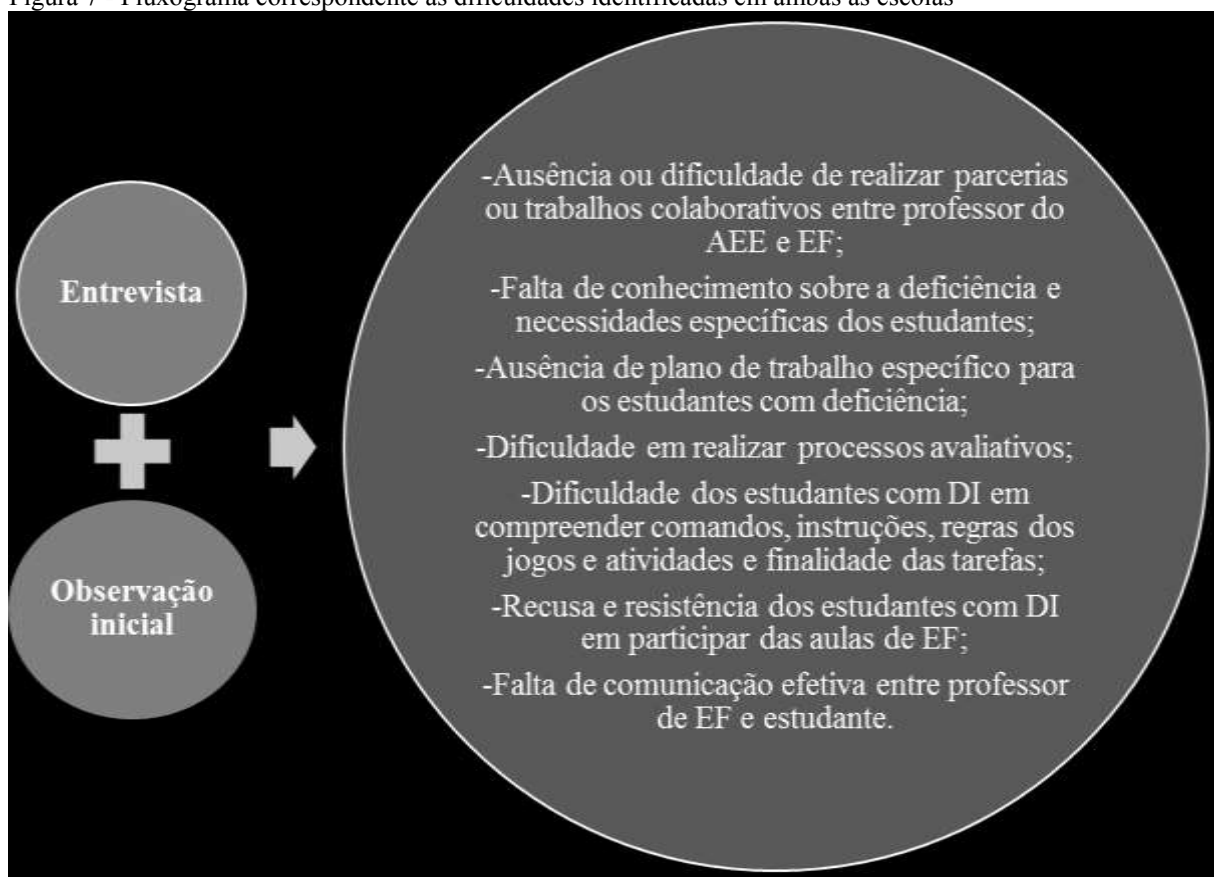 Figura 7 - Fluxograma correspondente às dificuldades identificadas em ambas as escolas
Entrevista
Observação
inicial
-Ausência ou dificuldade de realizar parcerias
ou trabalhos colaborativos entre professor do
AEE e EF;
-Falta de conhecimento sobre a deficiência e
necessidades específicas dos estudantes;
-Ausência de plano de trabalho específico para
os estudantes com deficiência;
-Dificuldade em realizar processos avaliativos;
-Dificuldade dos estudantes com DI em
compreender comandos, instruções, regras dos
jogos e atividades e finalidade das tarefas;
-Recusa e resistência dos estudantes com DI
em participar das aulas de EF;
-Falta de comunicação efetiva entre professor
de EF e estudante.